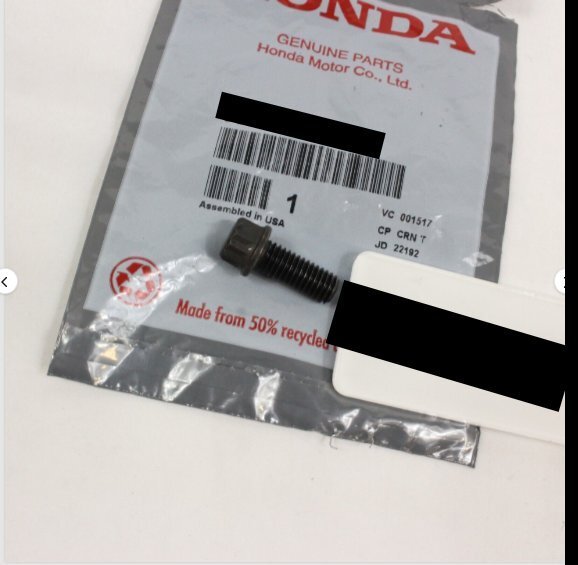 HONDA
GENUINE PARTS
Honda Motor Co., Ltd.
1
Assembled in USA
VC 001517
CP CRN T
JD 22192
Made from 50% recycled